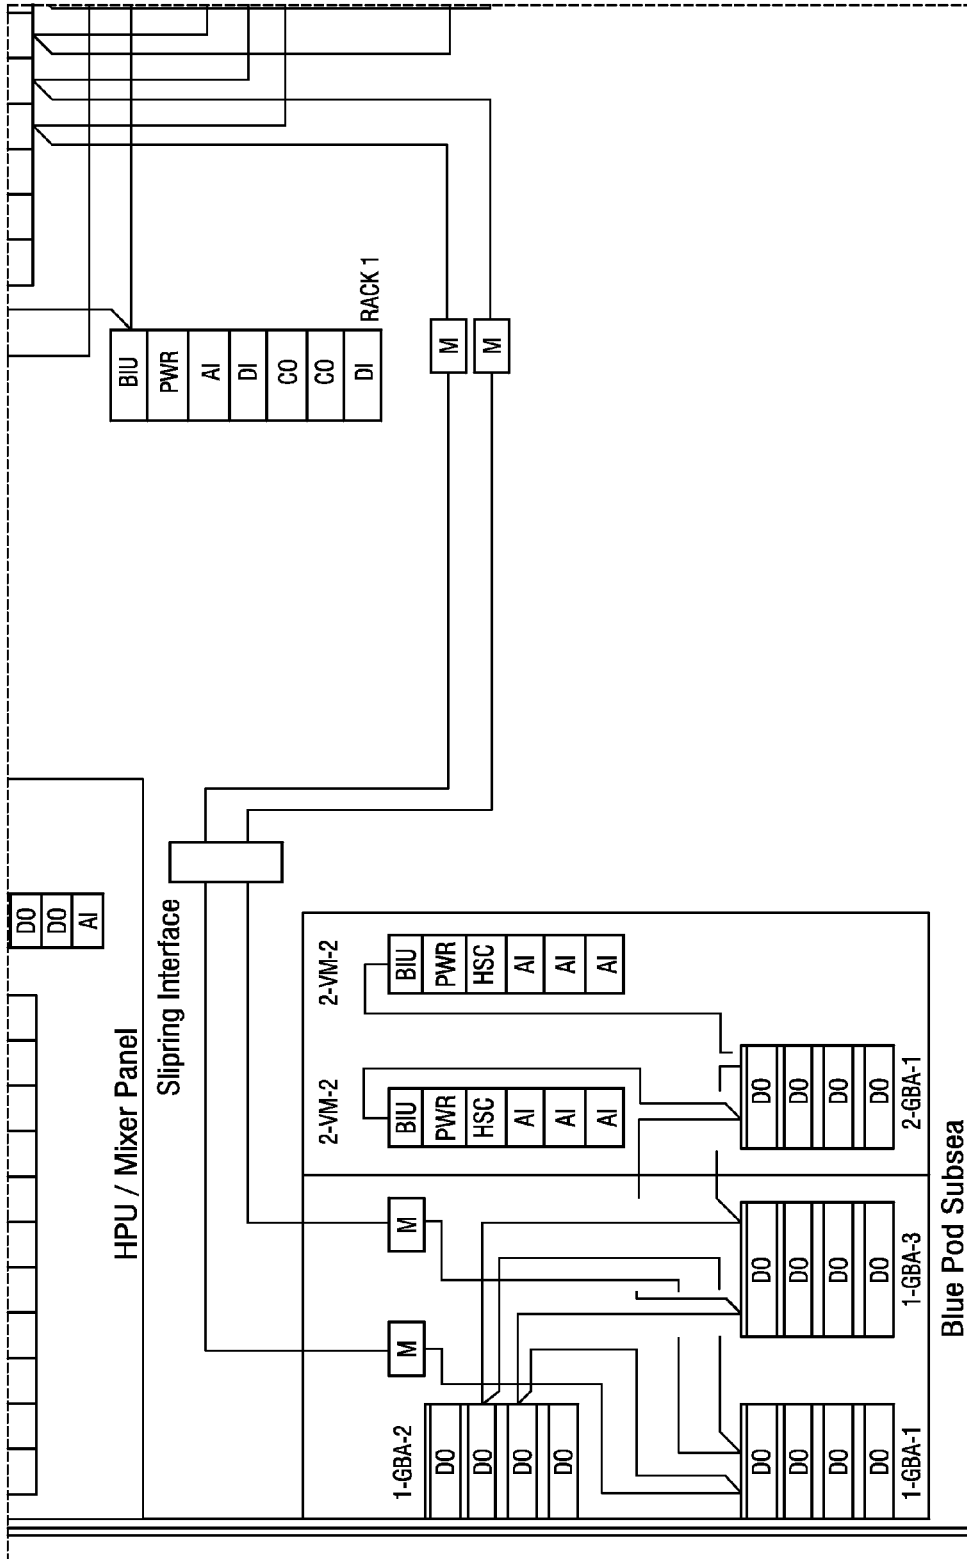 BIU
PWR
AI
DI
CO
CO
DI
RACK 1
M
M
HPU / Mixer Panel
DO
DO
AI
Slipring Interface
2-VM-2
BIU
PWR
HSC
AI
AI
AI
2-VM-2
BIU
PWR
HSC
AI
AI
AI
M
M
1-GBA-2
DO
DO
DO
DO
2-GBA-1
DO
DO
DO
DO
1-GBA-3
DO
DO
DO
DO
1-GBA-1
DO
DO
DO
DO
Blue Pod Subsea